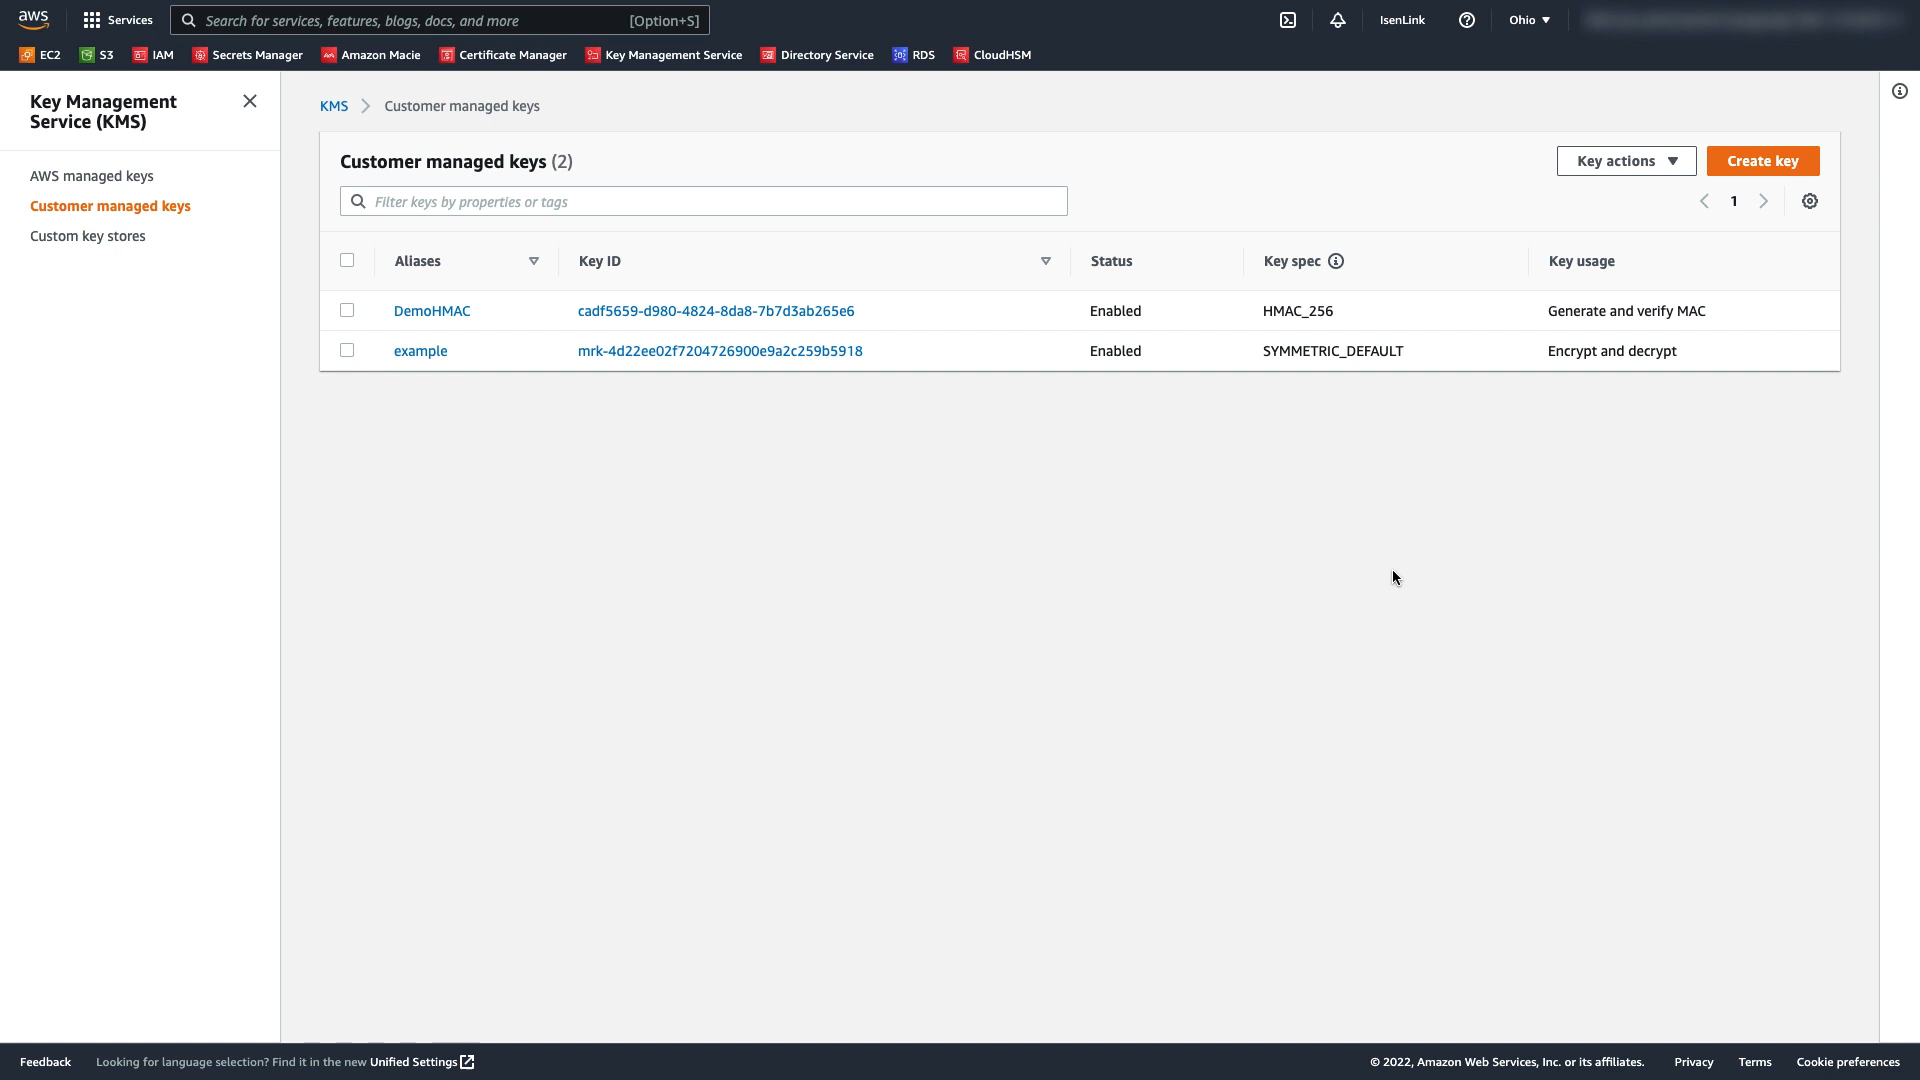 aws
Services
Search for services, features, blogs, docs, and more [Option+S]
IsenLink
Ohio
EC2 S3 IAM Secrets Manager Amazon Macie Certificate Manager Key Management Service Directory Service RDS CloudHSM
Key Management
Service (KMS)
AWS managed keys
Customer managed keys
Custom key stores
KMS Customer managed keys
Customer managed keys (2)
Key actions Create key
Filter keys by properties or tags
1
Aliases Key ID Status Key spec Key usage
DemoHMAC cadf5659-d980-4824-8da8-7b7d3ab265e6 Enabled HMAC_256 Generate and verify MAC
example mrk-4d22ee02f7204726900e9a2c259b5918 Enabled SYMMETRIC_DEFAULT Encrypt and decrypt
Feedback Looking for language selection? Find it in the new Unified Settings © 2022, Amazon Web Services, Inc. or its affiliates. Privacy Terms Cookie preferences